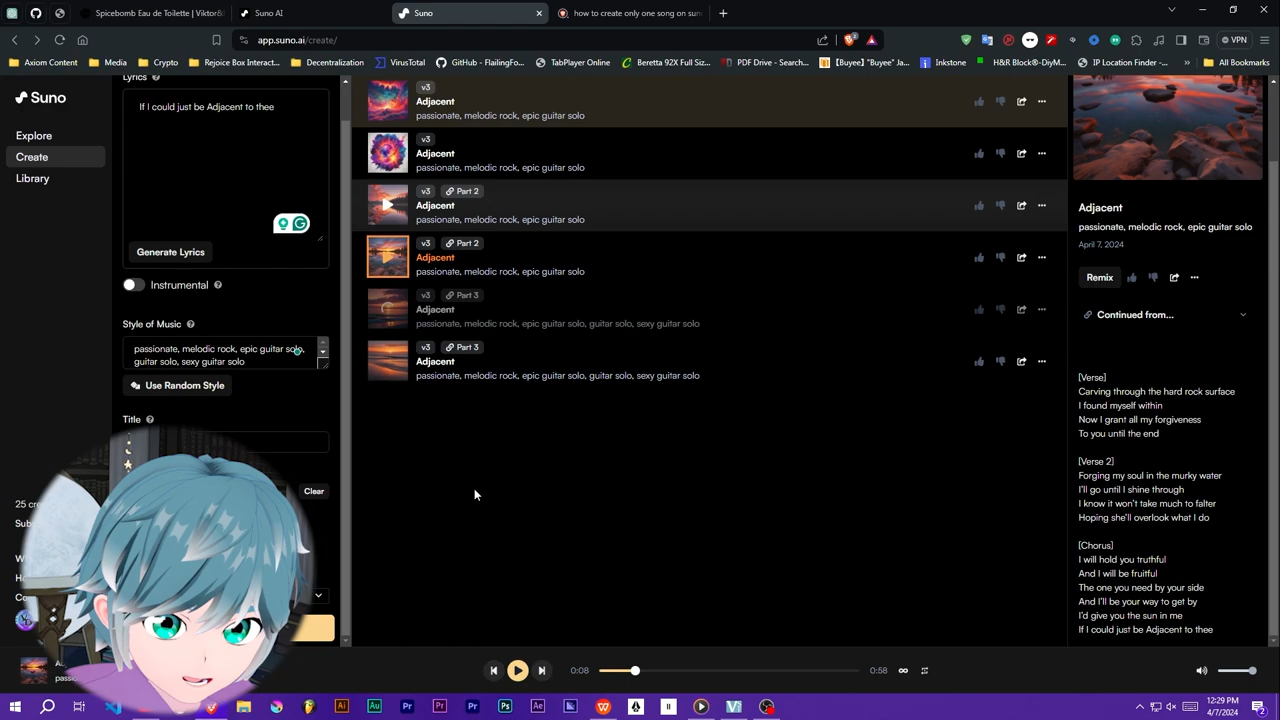 Spicebomb Eau de Toilette | Viktor&
Suno AI
Suno
how to create only one song on sun
app.suno.ai/create/
VPN
Axiom Content
Media
Crypto
Rejoice Box Interact...
Decentralization
VirusTotal
GitHub - FlailingFo...
TabPlayer Online
Beretta 92X Full Siz...
PDF Drive - Search...
[Buyee] "Buyee" Ja...
Inkstone
H&R Block®-DiyM...
IP Location Finder -...
All Bookmarks
Suno
Explore
Create
Library
Lyrics
If I could just be Adjacent to thee
Generate Lyrics
Instrumental
Style of Music
passionate, melodic rock, epic guitar solo,
guitar solo, sexy guitar solo
Use Random Style
Title
Clear
25 cre
Sub
v3
Adjacent
passionate, melodic rock, epic guitar solo
v3
Adjacent
passionate, melodic rock, epic guitar solo
v3 Part 2
Adjacent
passionate, melodic rock, epic guitar solo
v3 Part 2
Adjacent
passionate, melodic rock, epic guitar solo
v3 Part 3
Adjacent
passionate, melodic rock, epic guitar solo, guitar solo, sexy guitar solo
v3 Part 3
Adjacent
passionate, melodic rock, epic guitar solo, guitar solo, sexy guitar solo
Adjacent
passionate, melodic rock, epic guitar solo
April 7, 2024
Remix
Continued from...
[Verse]
Carving through the hard rock surface
I found myself within
Now I grant all my forgiveness
To you until the end
[Verse 2]
Forging my soul in the murky water
I'll go until I shine through
I know it won't take much to falter
Hoping she'll overlook what I do
[Chorus]
I will hold you truthful
And I will be fruitful
The one you need by your side
And I'll be your way to get by
I'd give you the sun in me
If I could just be Adjacent to thee
0:08
0:58
12:29 PM
4/7/2024